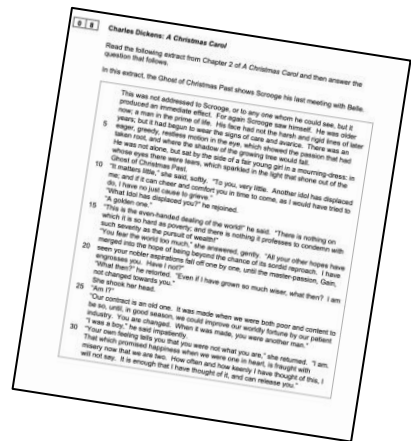 0 8 Charles Dickens: A Christmas Carol
Read the following extract from Chapter 2 of A Christmas Carol and then answer the
question that follows.
In this extract, the Ghost of Christmas Past shows Scrooge his last meeting with Belle.
This was not addressed to Scrooge, or to any one whom he could see, but it
produced an immediate effect. For again Scrooge saw himself. He was older
now; a man in the prime of life. His face had not the harsh and rigid lines of later
years; but it had begun to wear the signs of care and avarice. There was an
5 eager, greedy, restless motion in the eye, which showed the passion that had
taken root, and where the shadow of the growing tree would fall.
He was not alone, but sat by the side of a fair young girl in a mourning-dress: in
whose eyes there were tears, which sparkled in the light that shone out of the
Ghost of Christmas Past.
10 "It matters little," she said, softly. "To you, very little. Another idol has displaced
me; and if it can cheer and comfort you in time to come, as I would have tried to
do, I have no just cause to grieve."
"What Idol has displaced you?" he rejoined.
"A golden one."
15 "This is the even-handed dealing of the world!" he said. "There is nothing on
which it is so hard as poverty; and there is nothing it professes to condemn with
such severity as the pursuit of wealth!"
"You fear the world too much," she answered, gently. "All your other hopes have
merged into the hope of being beyond the chance of its sordid reproach. I have
20 seen your nobler aspirations fall off one by one, until the master-passion, Gain,
engrosses you. Have I not?"
"What then?" he retorted. "Even if I have grown so much wiser, what then? I am
not changed towards you."
She shook her head.
25 "Am I?"
"Our contract is an old one. It was made when we were both poor and content to
be so, until, in good season, we could improve our worldly fortune by our patient
industry. You are changed. When it was made, you were another man."
"I was a boy," he said impatiently.
30 "Your own feeling tells you that you were not what you are," she returned. "I am.
That which promised happiness when we were one in heart, is fraught with
misery now that we are two. How often and how keenly I have thought of this, I
will not say. It is enough that I have thought of it, and can release you."